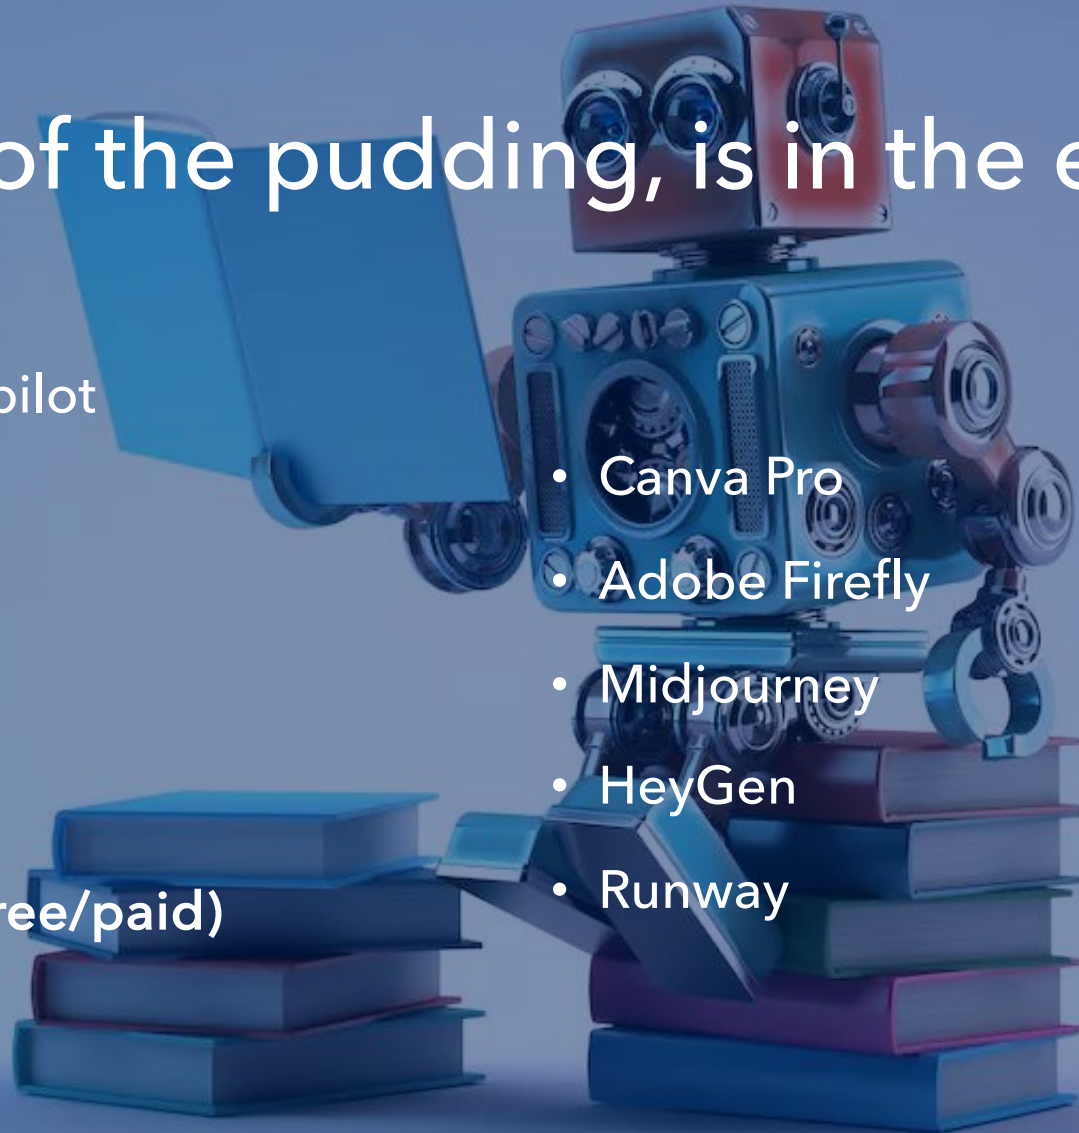 of the pudding, is in the e
pilot
• Canva Pro
• Adobe Firefly
• Midjourney
• HeyGen
• Runway
ree/paid)